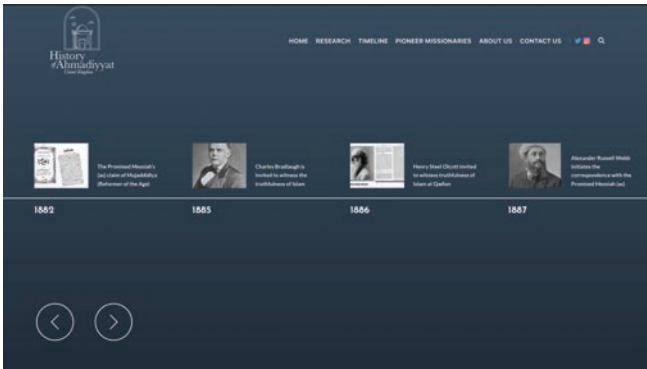 History
of Ahmadiyyat
United Kingdom
HOME RESEARCH TIMELINE PIONEER MISSIONARIES ABOUT US CONTACT US
The Promised Messiah's
(as) claim of Mujaddidiya
(Reformer of the Age)
1882
Charles Bradlaugh is
invited to witness the
truthfulness of Islam
1885
Henry Steel Olcott invited
to witness truthfulness of
Islam at Qadian
1886
Alexander Russell Webb
initiates the
correspondence with the
Promised Messiah (as)
1887